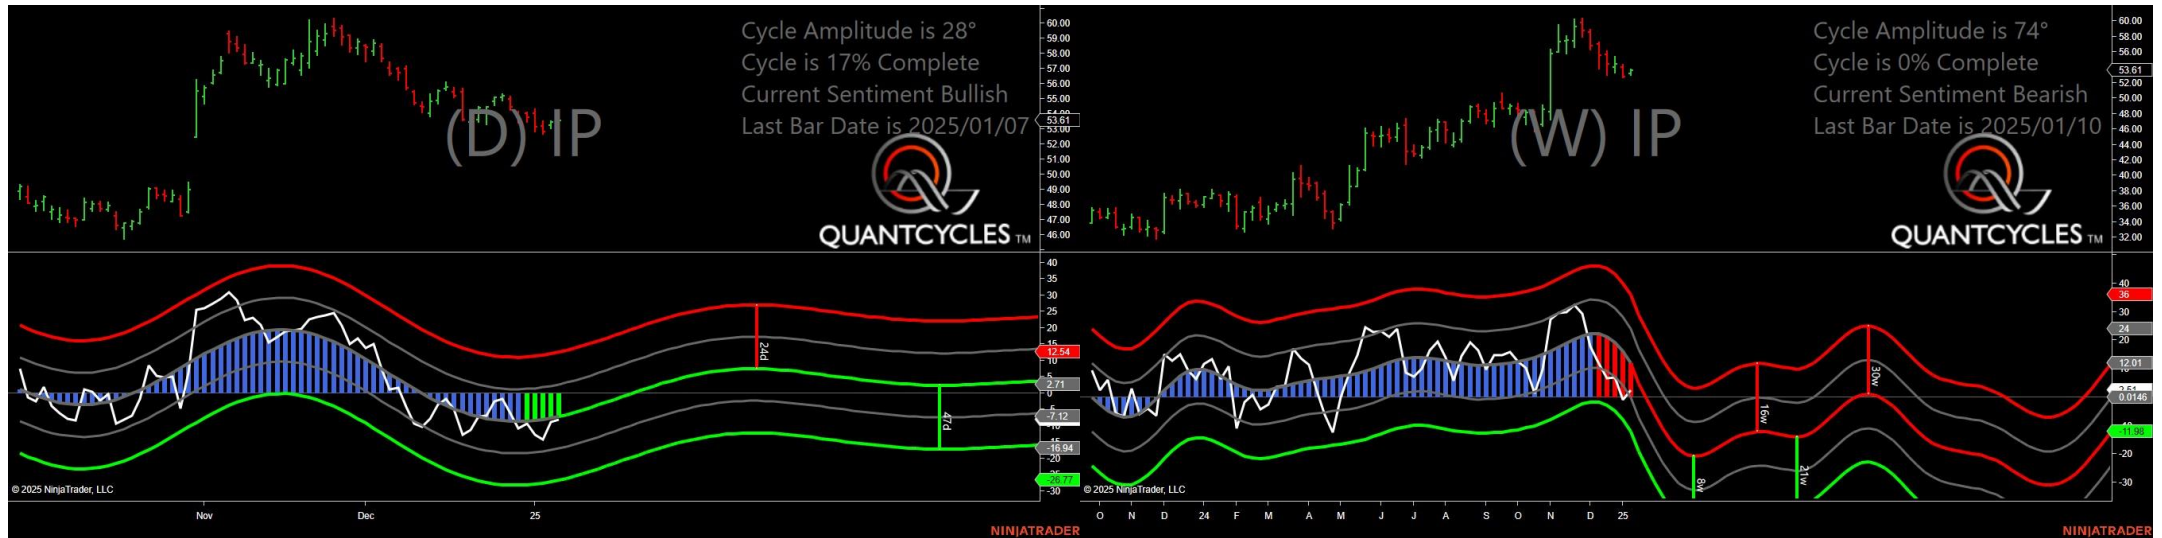 Cycle Amplitude is 28°
Cycle is 17% Complete
Current Sentiment Bullish
Last Bar Date is 2025/01/07
(D) IP
QUANTCYCLES TM
60.00
59.00
58.00
57.00
56.00
55.00
54.00
53.61
53.00
52.00
51.00
50.00
49.00
48.00
47.00
46.00
40
35
30
25
20
15
12.54
5
2.71
0
-7.12
-10
-15
-16.94
-20
-26.77
-30
24d
47d
© 2025 NinjaTrader, LLC
Nov
Dec
25
NINJATRADER
Cycle Amplitude is 74°
Cycle is 0% Complete
Current Sentiment Bearish
Last Bar Date is 2025/01/10
(W) IP
QUANTCYCLES TM
60.00
58.00
56.00
53.61
52.00
50.00
48.00
46.00
44.00
42.00
40.00
38.00
36.00
34.00
32.00
40
36
30
24
20
12.01
0.0146
-11.98
-20
-30
8w
16w
21w
30w
© 2025 NinjaTrader, LLC
O N D 24 F M A M J J A S O N D 25
NINJATRADER